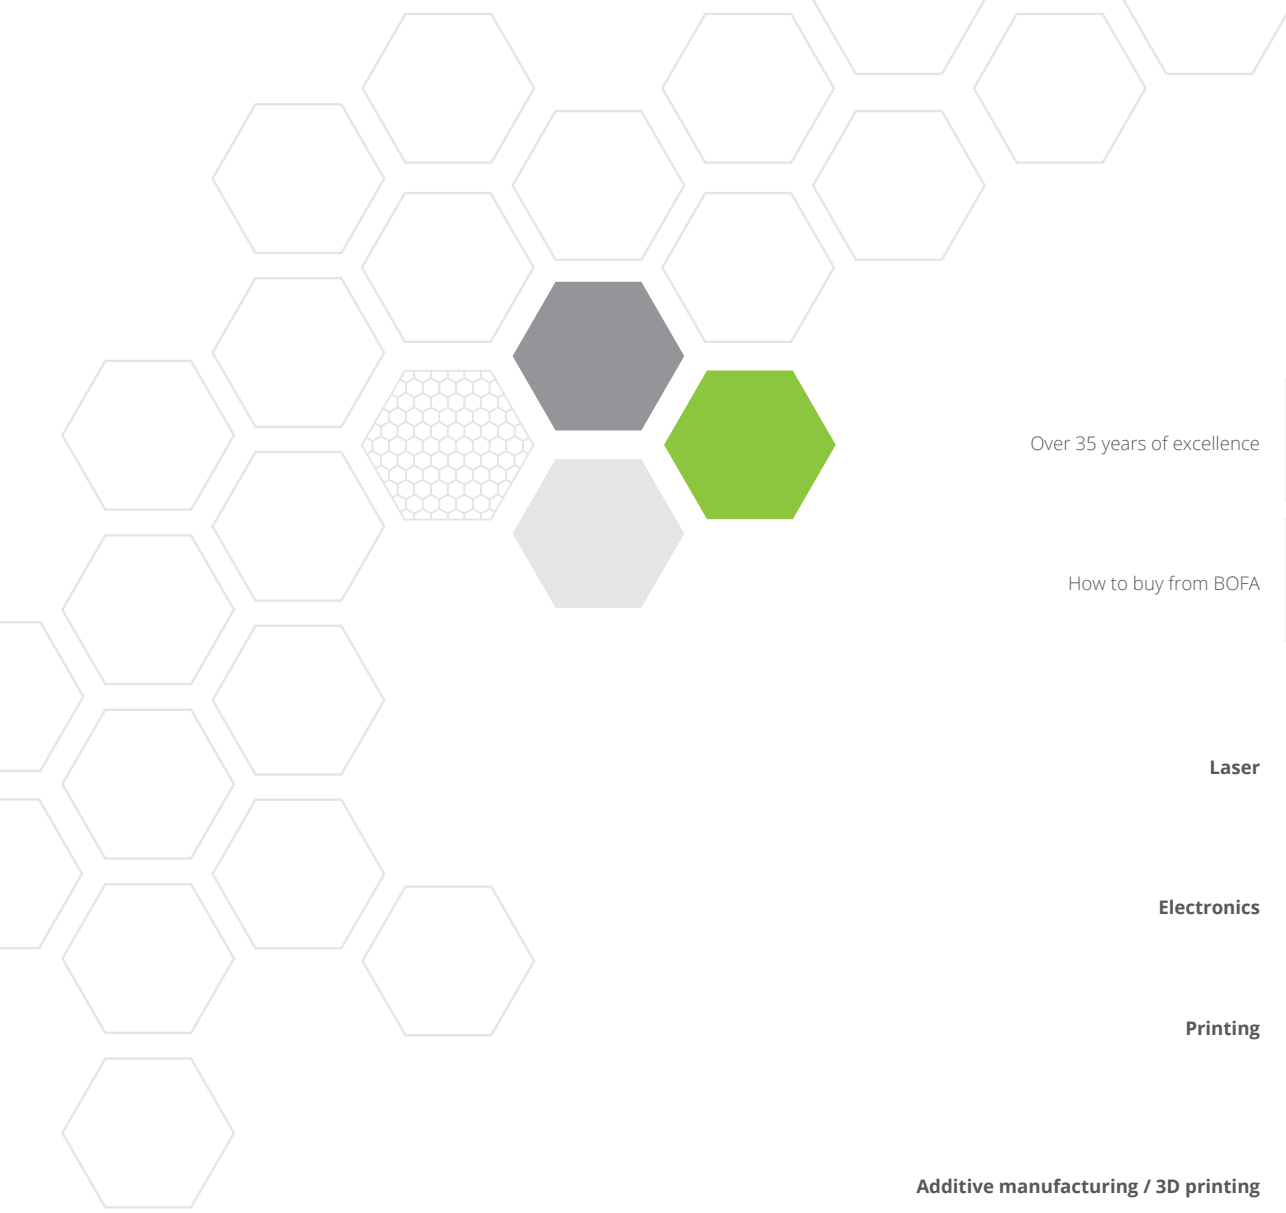 Over 35 years of excellence
How to buy from BOFA
Laser
Electronics
Printing
Additive manufacturing / 3D printing